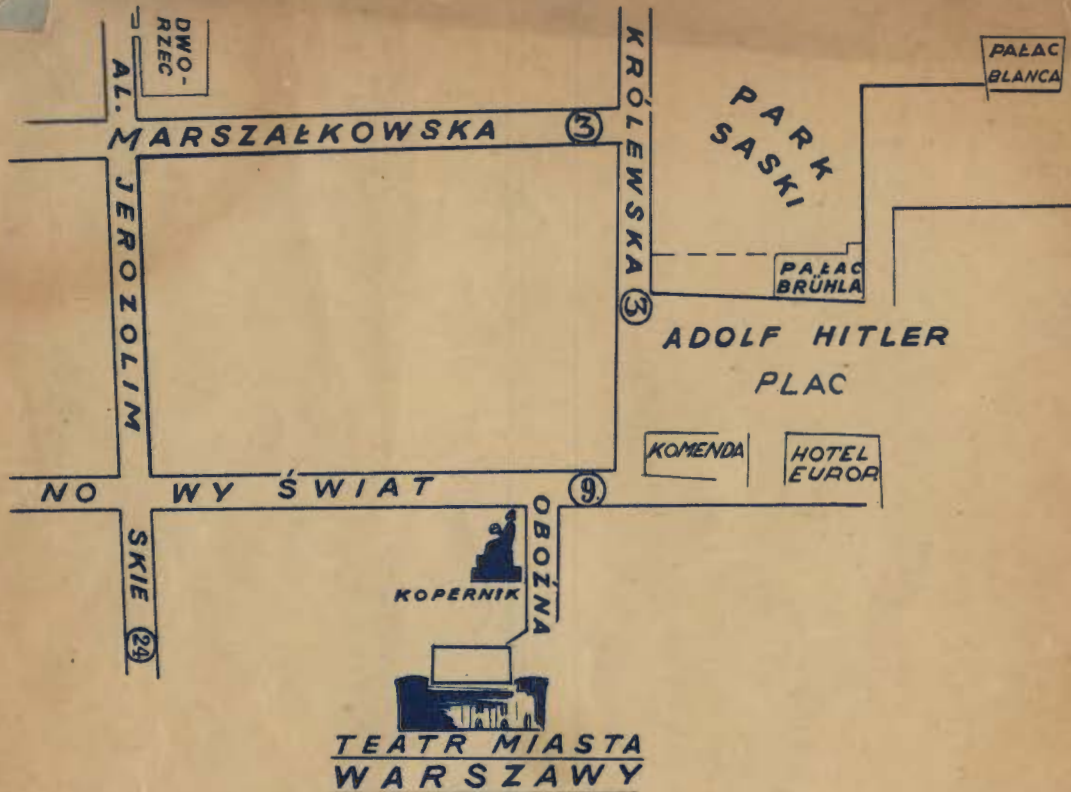 DWO-
RZEC
AL.
JEROZOLIM
SKIE
24
MARSZAŁKOWSKA
3
KRÓLEWSKA
3
PARK
SASKI
PAŁAC
BLANCA
PAŁAC
BRÜHLA
ADOLF HITLER
PLAC
KOMENDA
HOTEL
EUROP
NO WY ŚWIAT
9.
OBOŹNA
KOPERNIK
TEATR MIASTA
WARSZAWY